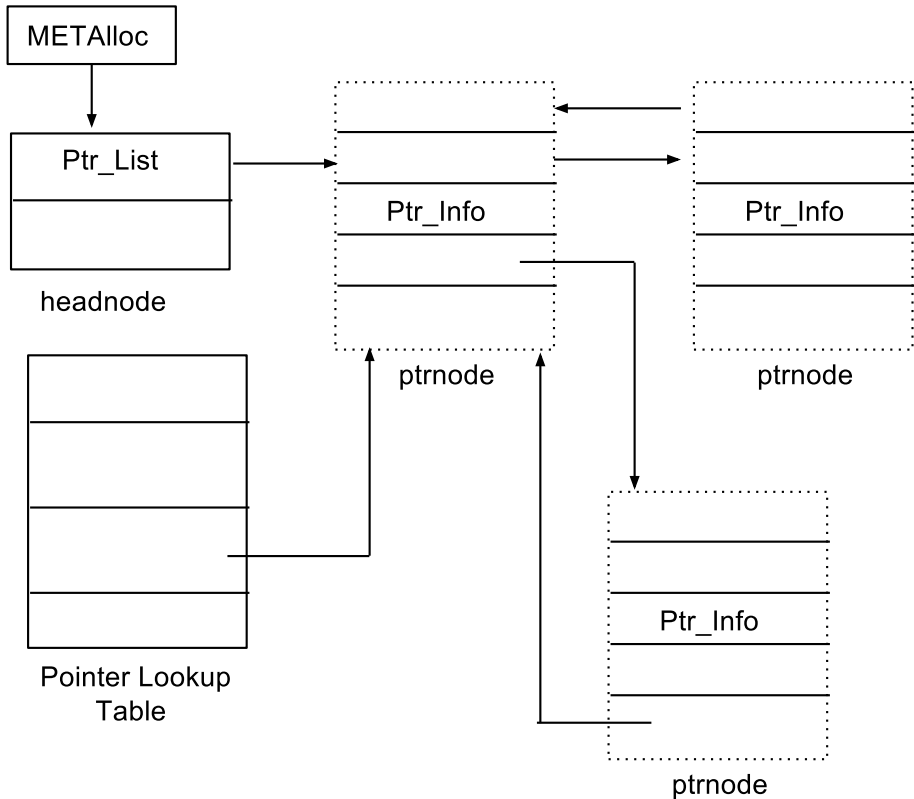 METAlloc
Ptr_List
headnode
Ptr_Info
ptrnode
Ptr_Info
ptrnode
Pointer Lookup
Table
Ptr_Info
ptrnode